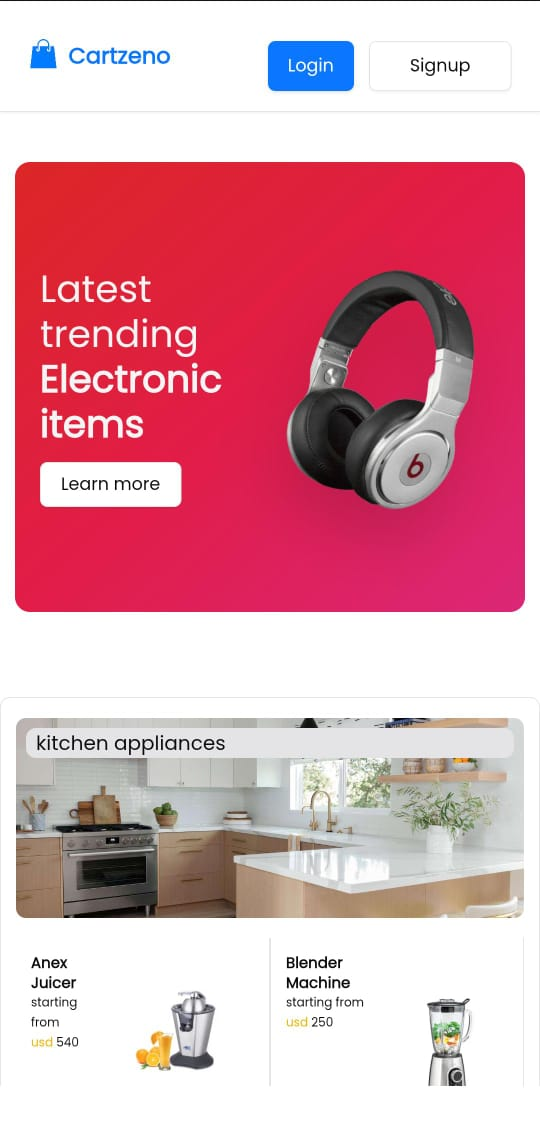 Cartzeno
Login
Signup
Latest
trending
Electronic
items
Learn more
b
kitchen appliances
Anex
Juicer
starting
from
usd 540
Blender
Machine
starting from
usd 250